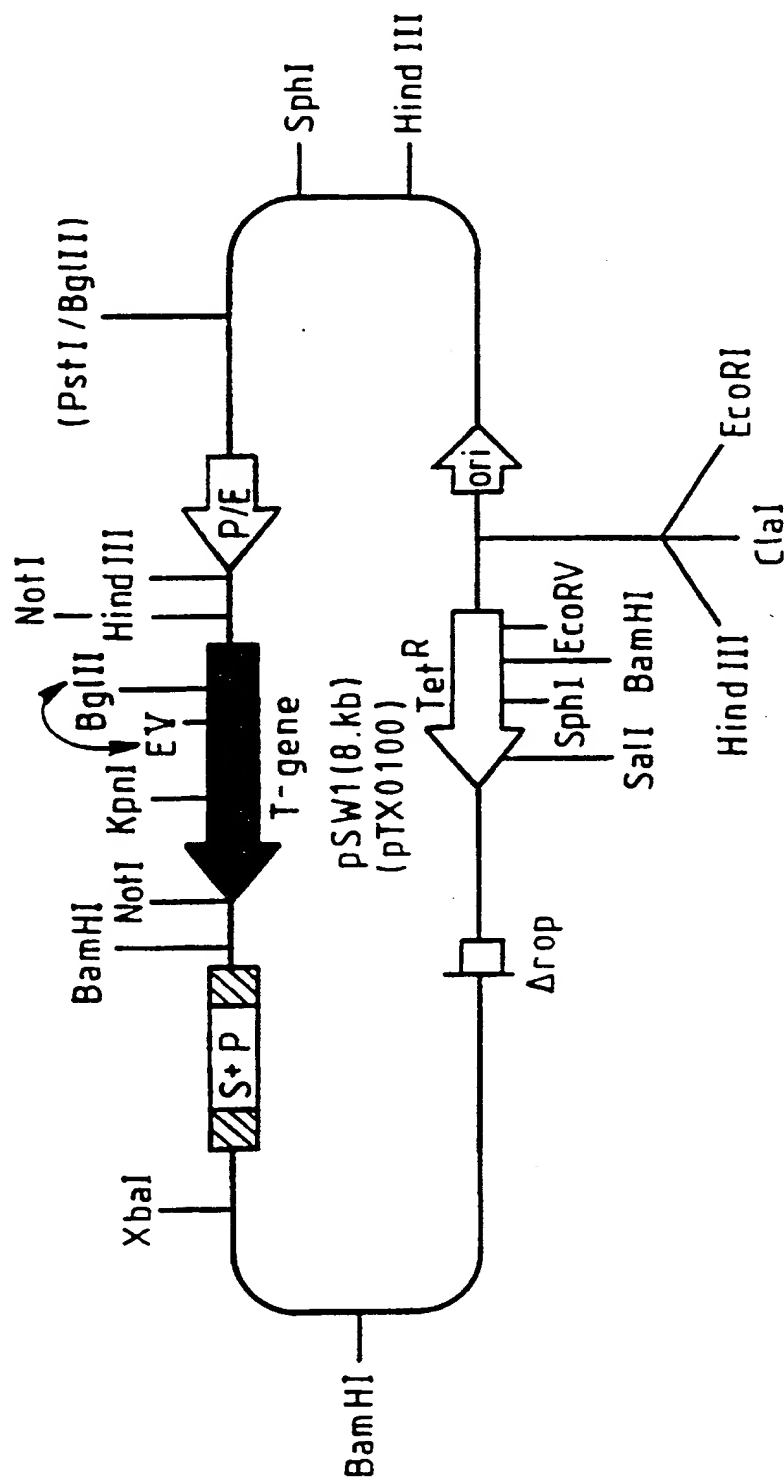 (PstI/BglII)
SphI
Hind III
NotI
Hind III
P/E
BglII
EV
KpnI
NotI
BamHI
T-gene
S+P
XbaI
BamHI
pSW1(8.kb)
(pTX0100)
Tet^R
ori
EcoRV
BamHI
SphI
SalI
Δrop
EcoRI
ClaI
Hind III